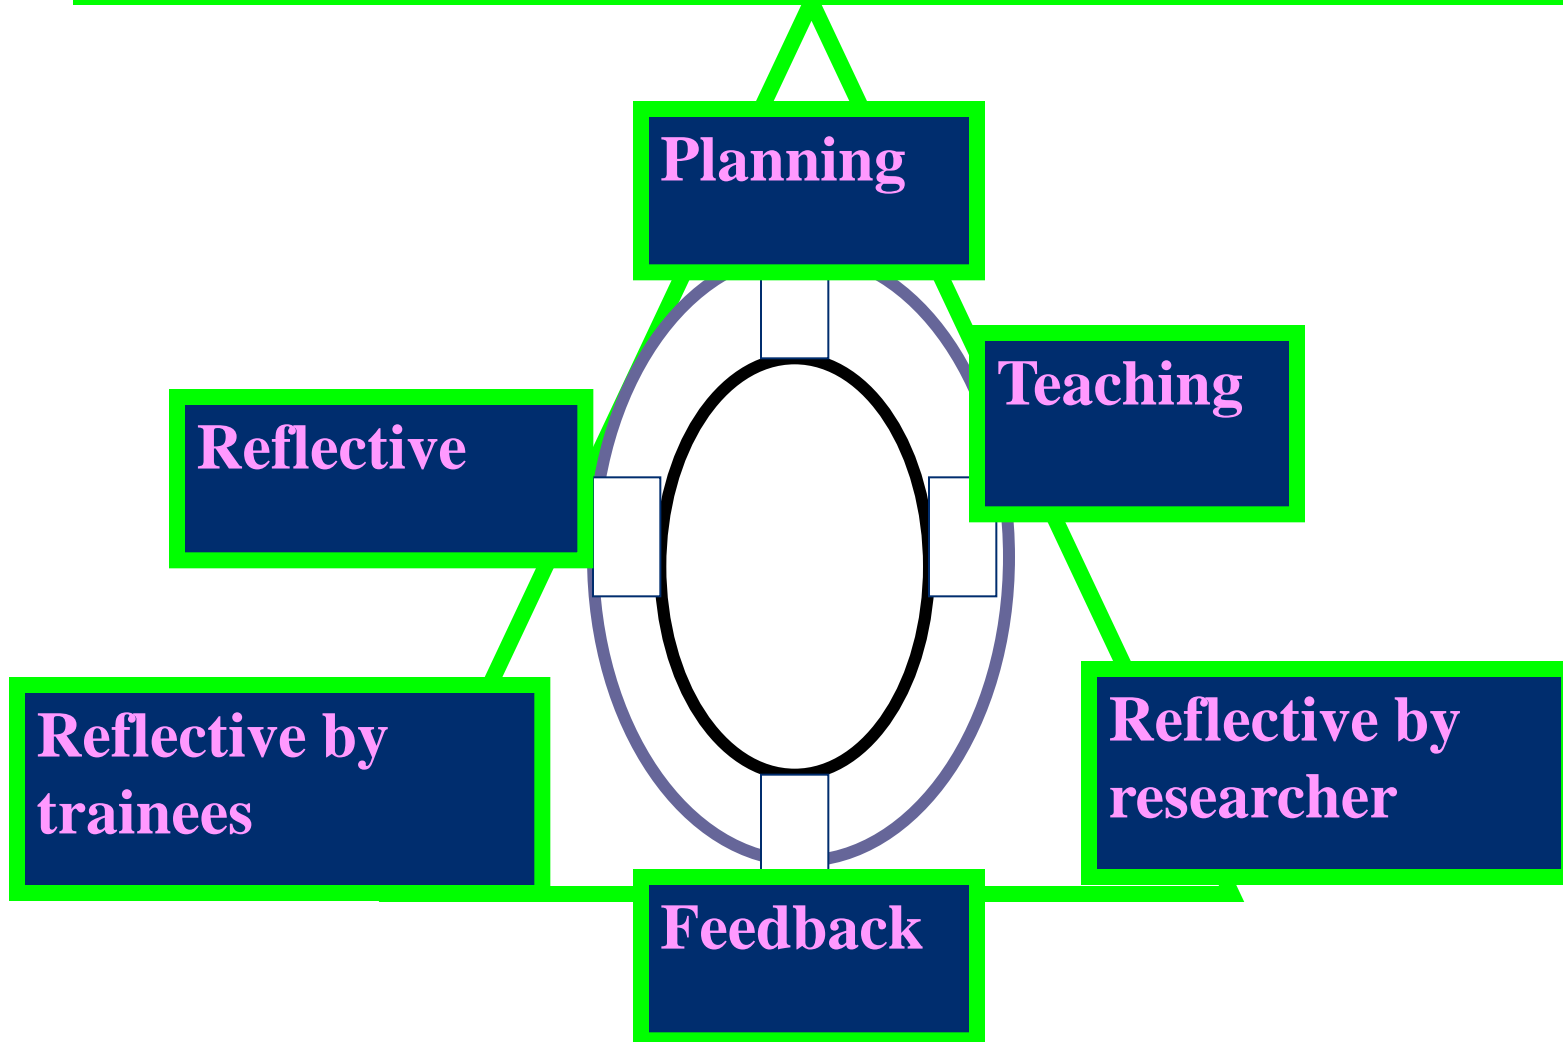 Planning
Teaching
Reflective
Reflective by
trainees
Reflective by
researcher
Feedback